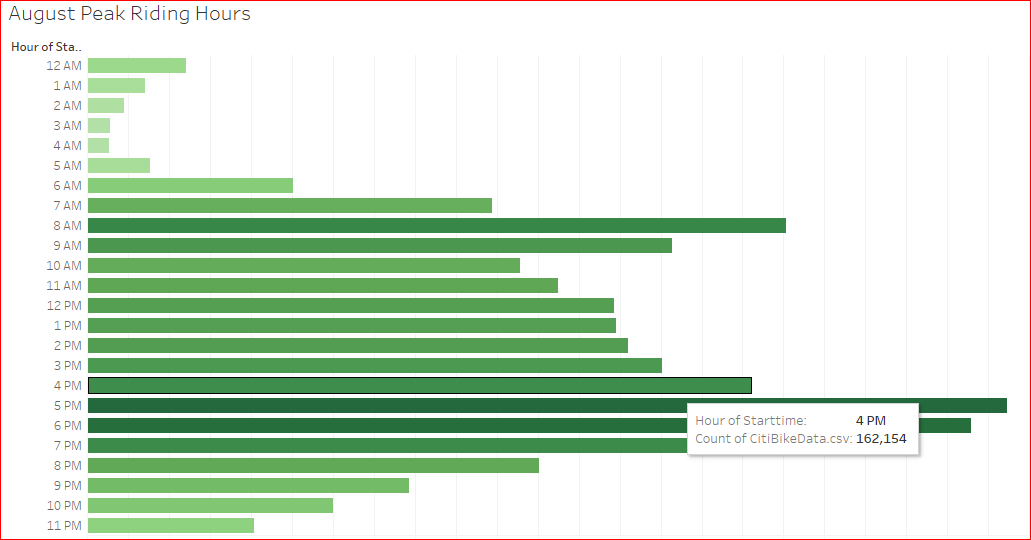 August Peak Riding Hours
Hour of Sta..
12 AM
1 AM
2 AM
3 AM
4 AM
5 AM
6 AM
7 AM
8 AM
9 AM
10 AM
11 AM
12 PM
1 PM
2 PM
3 PM
4 PM
5 PM
Hour of Starttime: 4 PM
6 PM
Count of CitiBikeData.csv: 162,154
7 PM
8 PM
9 PM
10 PM
11 PM